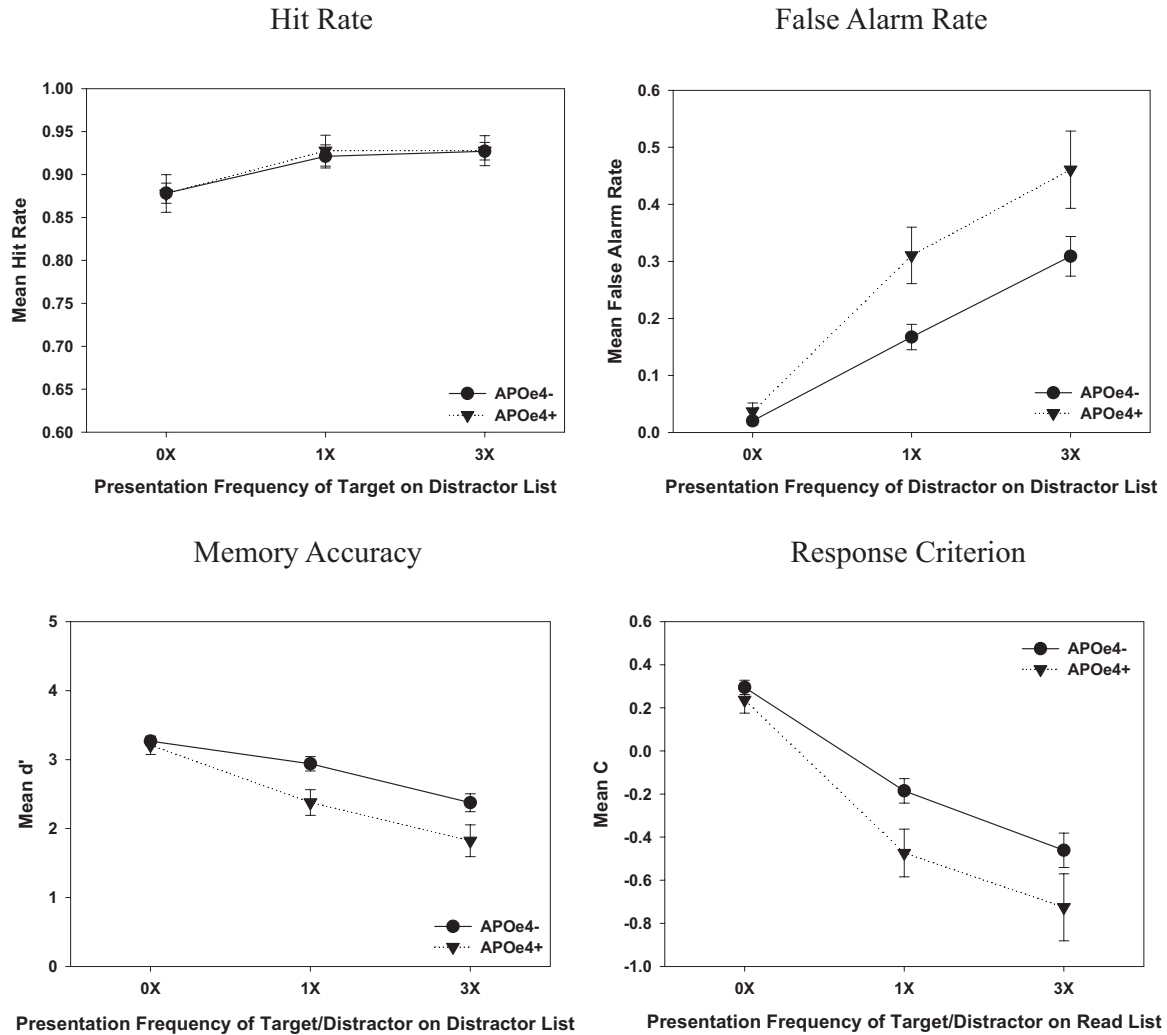 Hit Rate
Mean Hit Rate
1.00
0.95
0.90
0.85
0.80
0.75
0.70
0.65
0.60
APOe4-
APOe4+
0X 1X 3X
Presentation Frequency of Target on Distractor List
False Alarm Rate
Mean False Alarm Rate
0.6
0.5
0.4
0.3
0.2
0.1
0.0
APOe4-
APOe4+
0X 1X 3X
Presentation Frequency of Distractor on Distractor List
Memory Accuracy
Mean d'
5
4
3
2
1
0
APOe4-
APOe4+
0X 1X 3X
Presentation Frequency of Target/Distractor on Distractor List
Response Criterion
Mean C
0.6
0.4
0.2
0.0
-0.2
-0.4
-0.6
-0.8
-1.0
APOe4-
APOe4+
0X 1X 3X
Presentation Frequency of Target/Distractor on Read List